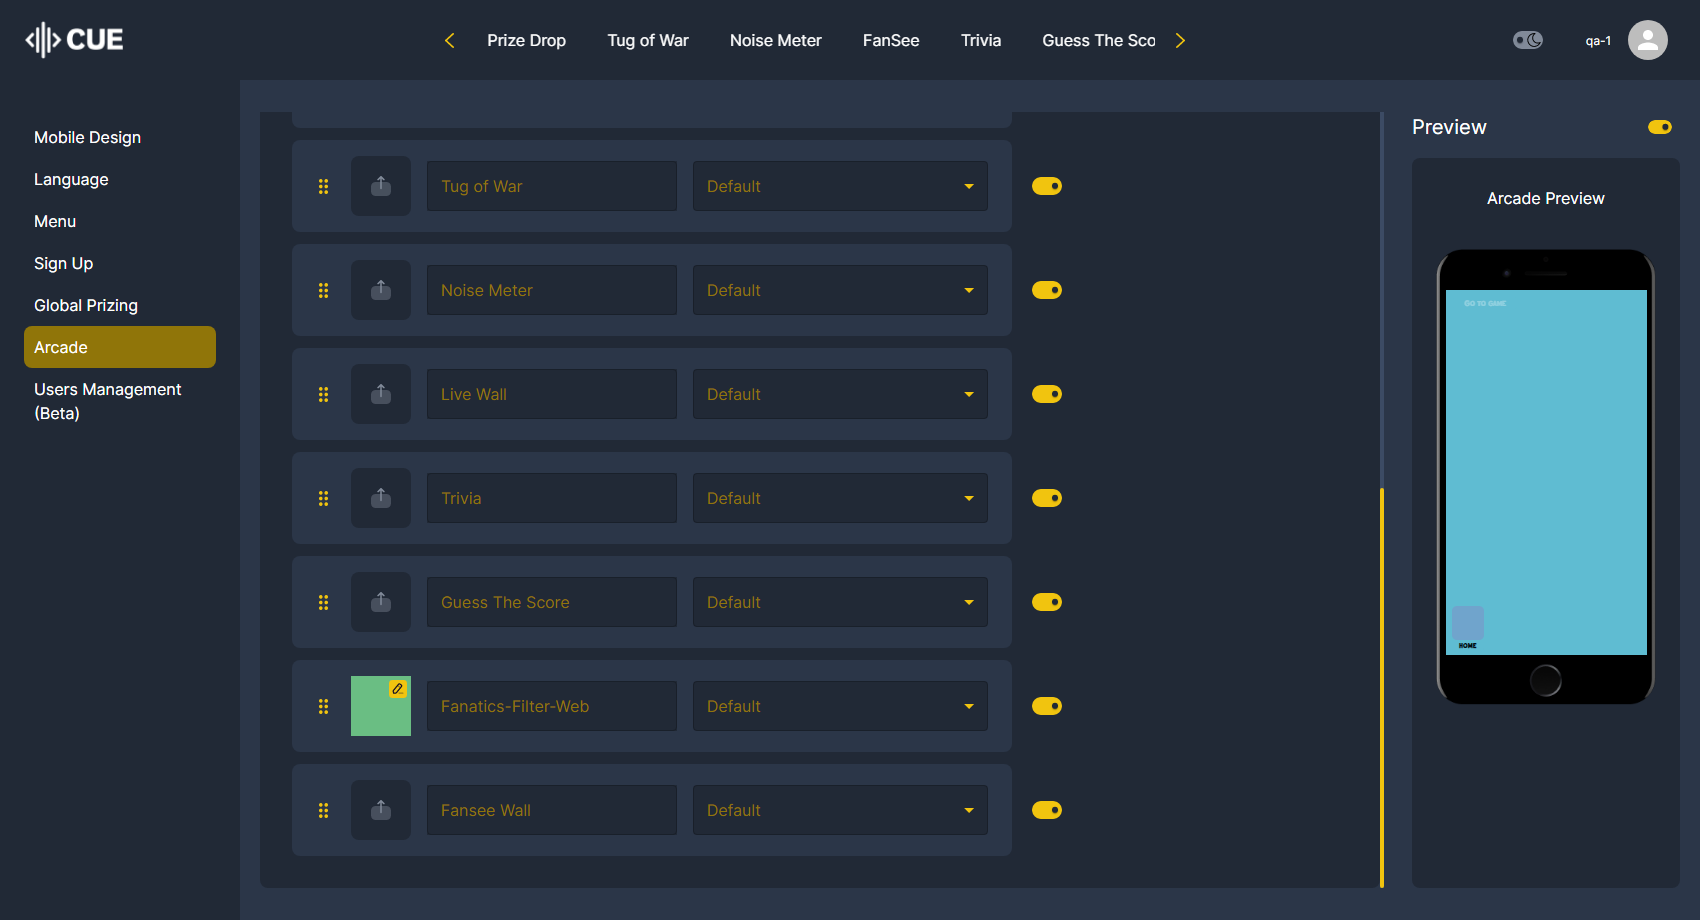 CUE
Prize Drop
Tug of War
Noise Meter
FanSee
Trivia
Guess The Sco
qa-1
Mobile Design
Language
Menu
Sign Up
Global Prizing
Arcade
Users Management
(Beta)
Tug of War
Default
Noise Meter
Default
Live Wall
Default
Trivia
Default
Guess The Score
Default
Fanatics-Filter-Web
Default
Fansee Wall
Default
Preview
Arcade Preview
GO TO GAME
HOME